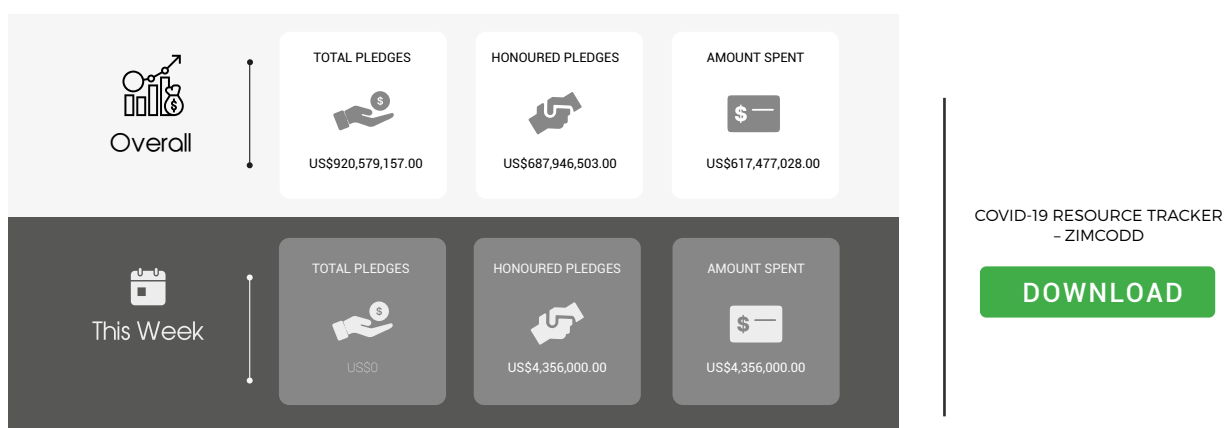 Overall
TOTAL PLEDGES
US$920,579,157.00
HONOURED PLEDGES
US$687,946,503.00
AMOUNT SPENT
US$617,477,028.00
This Week
TOTAL PLEDGES
US$0
HONOURED PLEDGES
US$4,356,000.00
AMOUNT SPENT
US$4,356,000.00
COVID-19 RESOURCE TRACKER
– ZIMCODD
DOWNLOAD